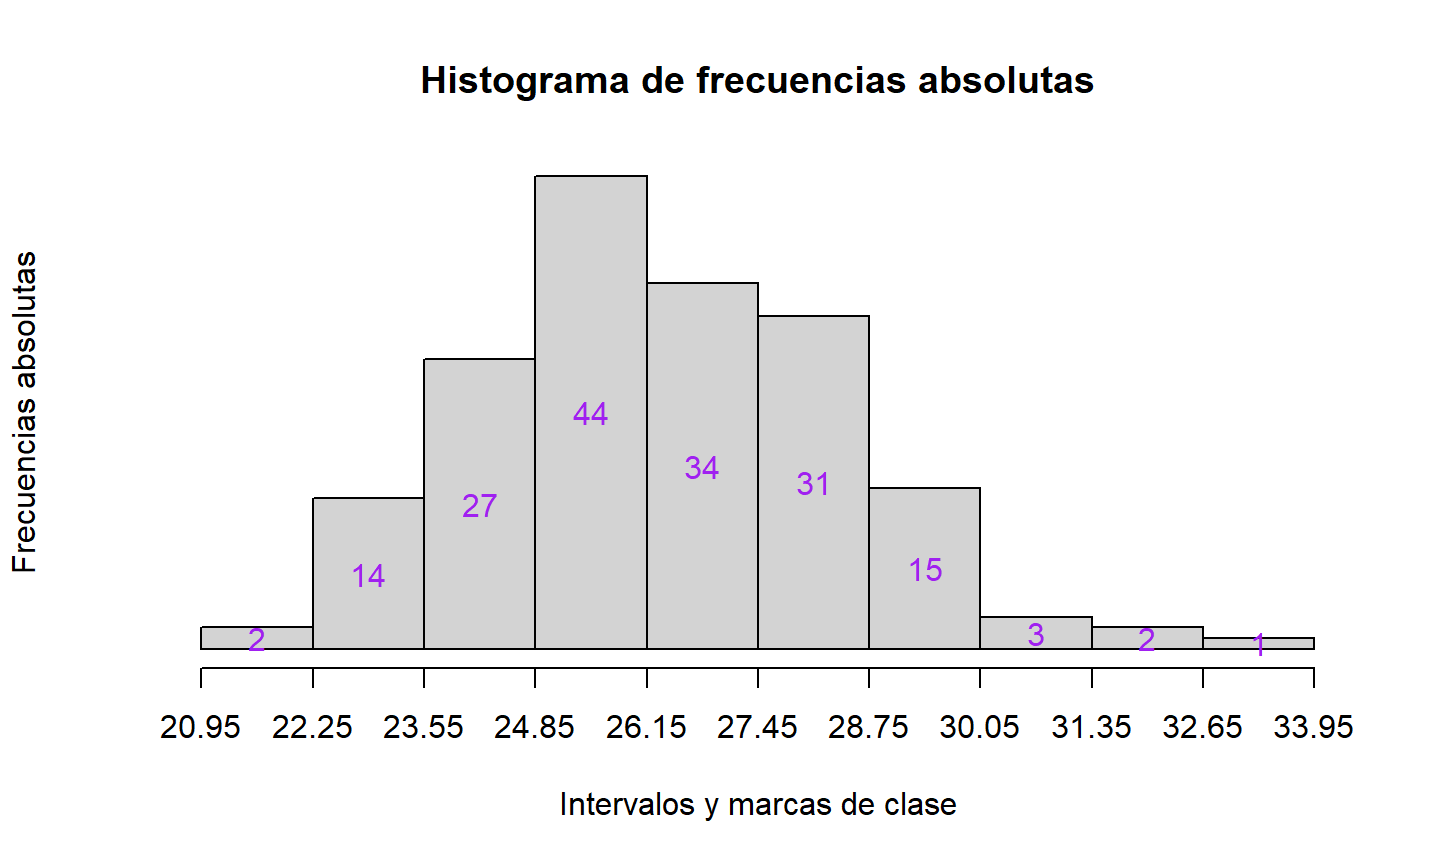 Histograma de frecuencias absolutas
Frecuencias absolutas
44
34
31
27
15
14
3
2
2
1
20.95 22.25 23.55 24.85 26.15 27.45 28.75 30.05 31.35 32.65 33.95
Intervalos y marcas de clase